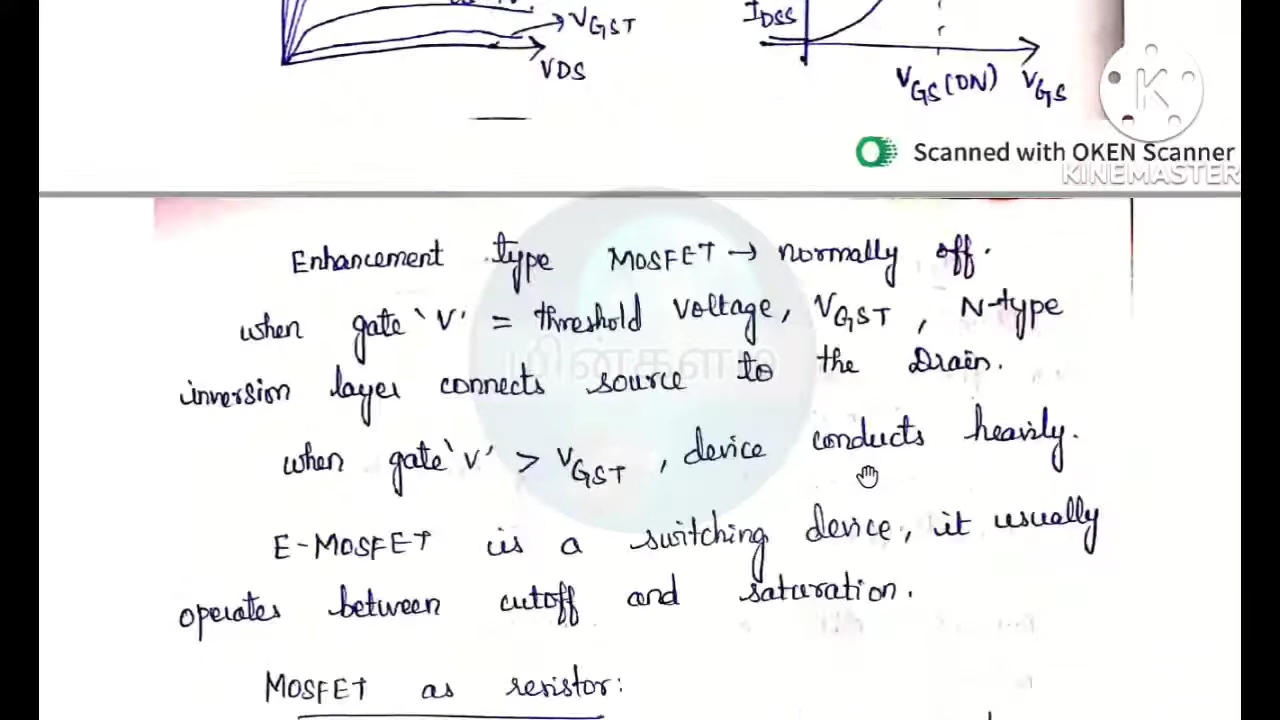 VGST
VDS
IDSS
VGS(ON)
VGS
Scanned with OKEN Scanner
KINEMASTER
Enhancement type MOSFET → normally off.
when gate 'V' = threshold voltage, VGST, N-type
inversion layer connects source to the Drain.
when gate 'V' > VGST, device conducts heavily.
E-MOSFET is a switching device, it usually
operates between cutoff and saturation.
MOSFET as resistor: